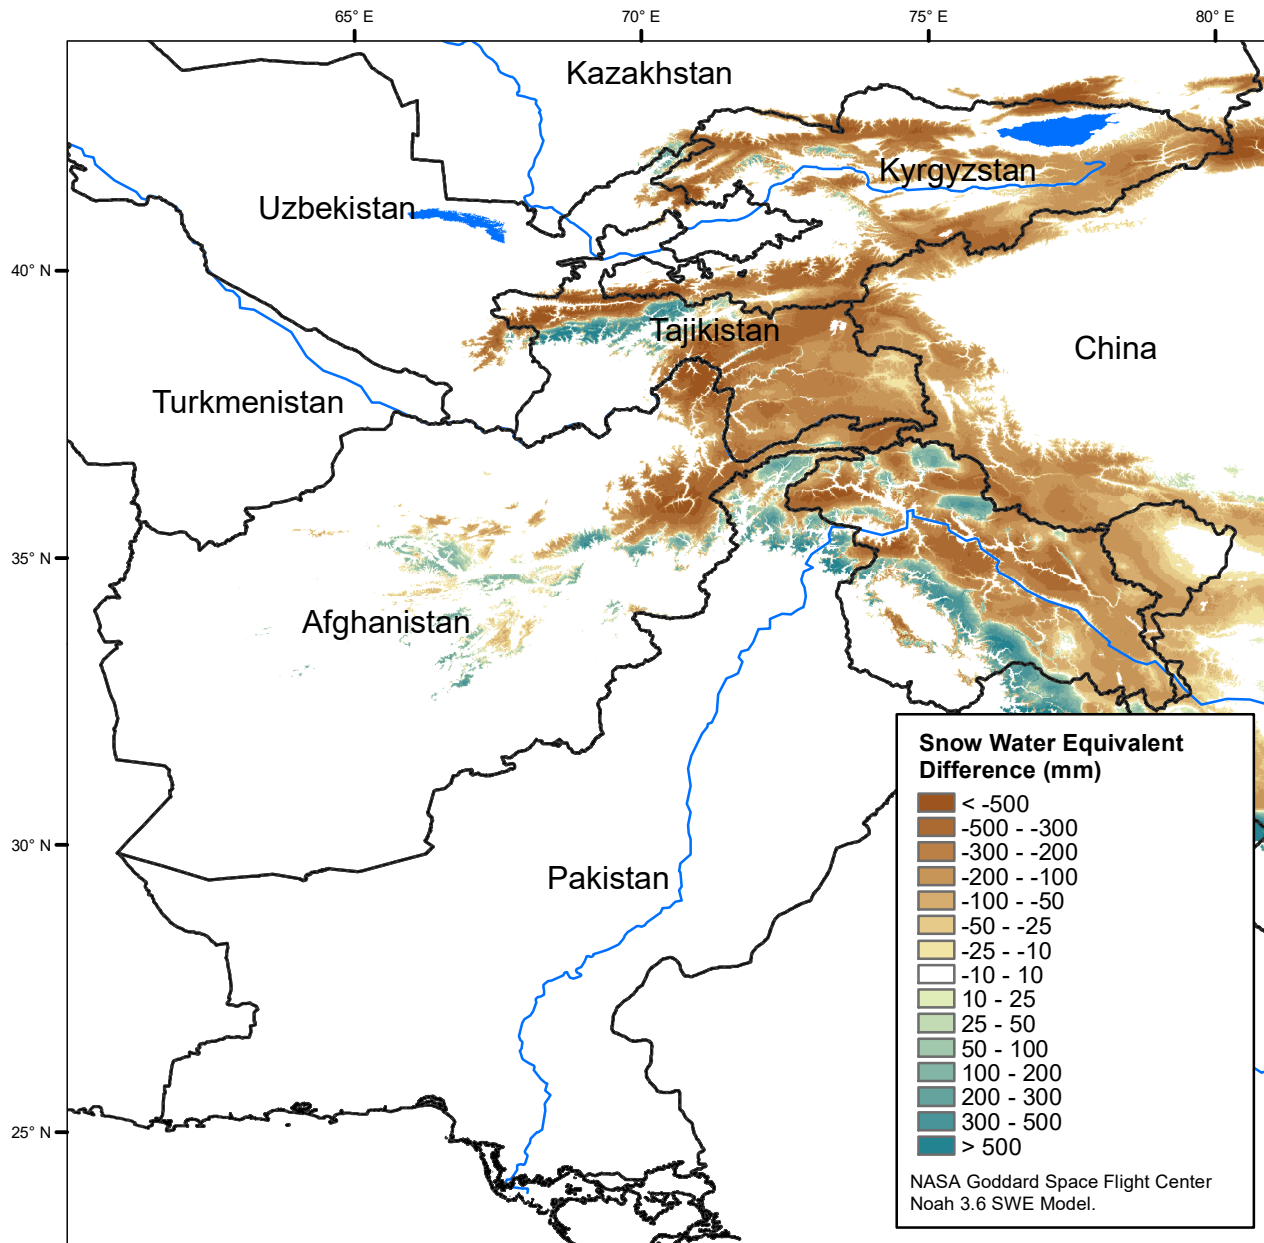 65° E
70° E
75° E
80° E
Kazakhstan
Kyrgyzstan
Uzbekistan
40° N
Tajikistan
China
Turkmenistan
35° N
Afghanistan
Snow Water Equivalent
Difference (mm)
< -500
-500 - -300
-300 - -200
-200 - -100
-100 - -50
-50 - -25
-25 - -10
-10 - 10
10 - 25
25 - 50
50 - 100
100 - 200
200 - 300
300 - 500
> 500
30° N
Pakistan
25° N
NASA Goddard Space Flight Center
Noah 3.6 SWE Model.